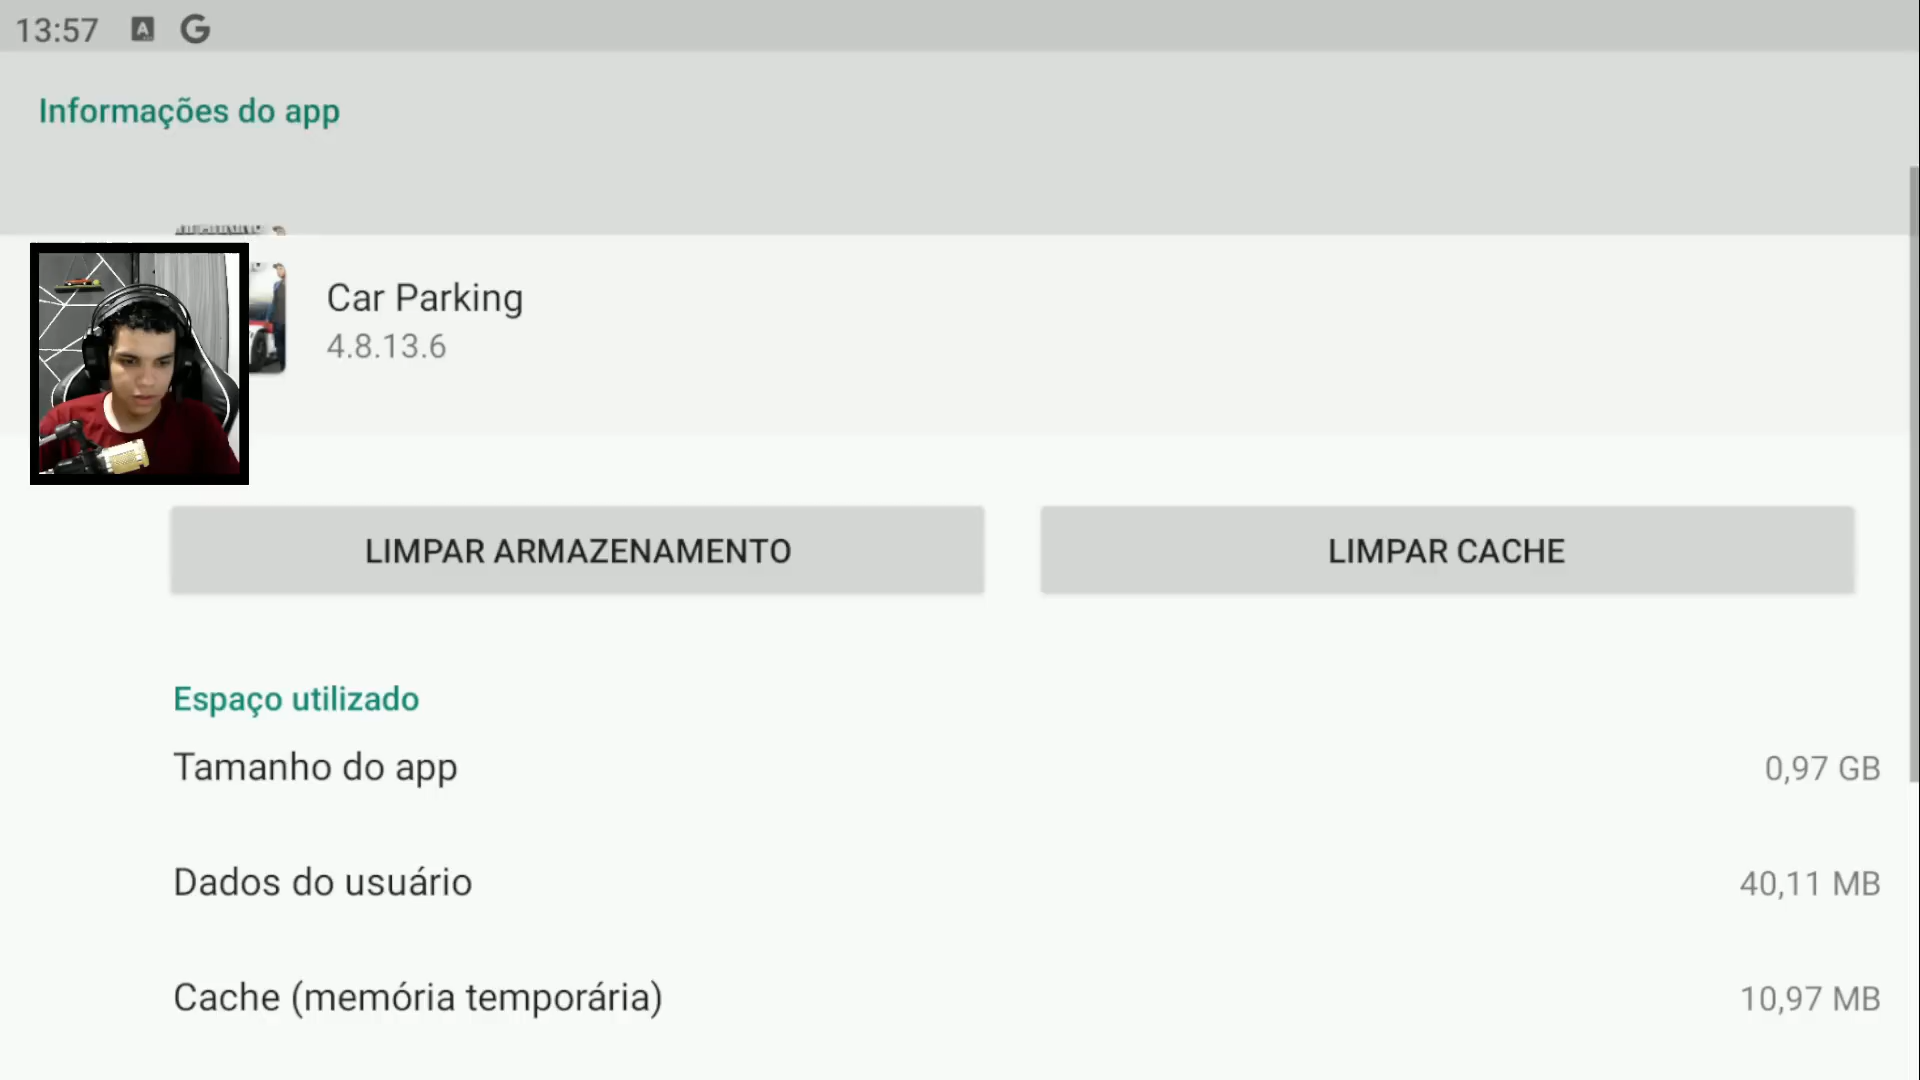 13:57
Informações do app
Car Parking
4.8.13.6
LIMPAR ARMAZENAMENTO
LIMPAR CACHE
Espaço utilizado
Tamanho do app
0,97 GB
Dados do usuário
40,11 MB
Cache (memória temporária)
10,97 MB